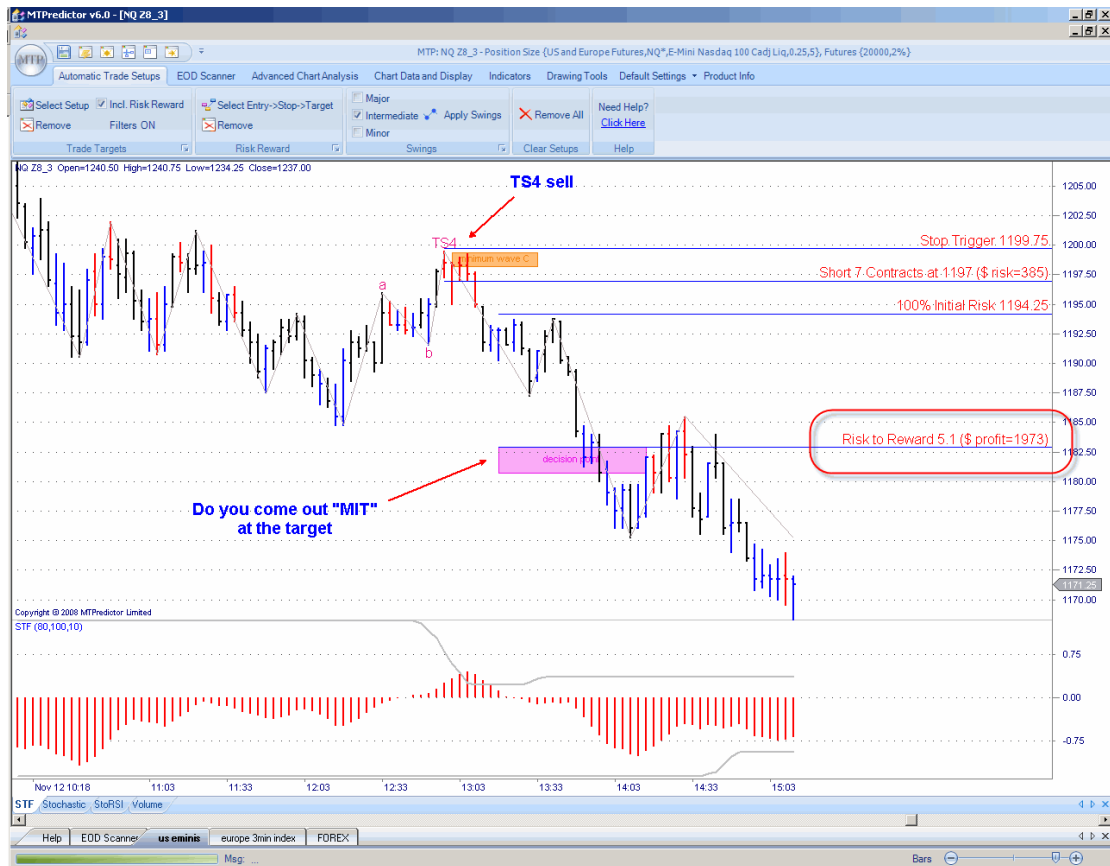 MTPredictor v6.0 - [NQ Z8_3]
MTP
MTP: NQ Z8_3 - Position Size {US and Europe Futures,NQ*,E-Mini Nasdaq 100 Cadj Liq,0.25,5}, Futures {20000,2%}
Automatic Trade Setups EOD Scanner Advanced Chart Analysis Chart Data and Display Indicators Drawing Tools Default Settings Product Info
Select Setup Incl. Risk Reward
Remove Filters ON
Trade Targets
Select Entry->Stop->Target
Remove
Risk Reward
Major
Intermediate Apply Swings
Minor
Swings
Remove All
Clear Setups
Need Help?
Click Here
Help
NQ Z8_3 Open=1240.50 High=1240.75 Low=1234.25 Close=1237.00
TS4 sell
1205.00
1202.50
TS4
Stop Trigger 1199.75
1200.00
minimum wave C
Short 7 Contracts at 1197 ($ risk=385)
1197.50
a
100% Initial Risk 1194.25
1195.00
1192.50
b
1190.00
1187.50
1185.00
Risk to Reward 5.1 ($ profit=1973)
1182.50
decision point
1180.00
Do you come out "MIT"
at the target
1177.50
1175.00
1172.50
1171.25
1170.00
Copyright @ 2008 MTPredictor Limited
STF (80,100,10)
0.75
0.00
-0.75
Nov 12 10:18 11:03 11:33 12:03 12:33 13:03 13:33 14:03 14:33 15:03
STF Stochastic StoRSI Volume
Help EOD Scanner us eminis europe 3min index FOREX
Msg: ...
Bars